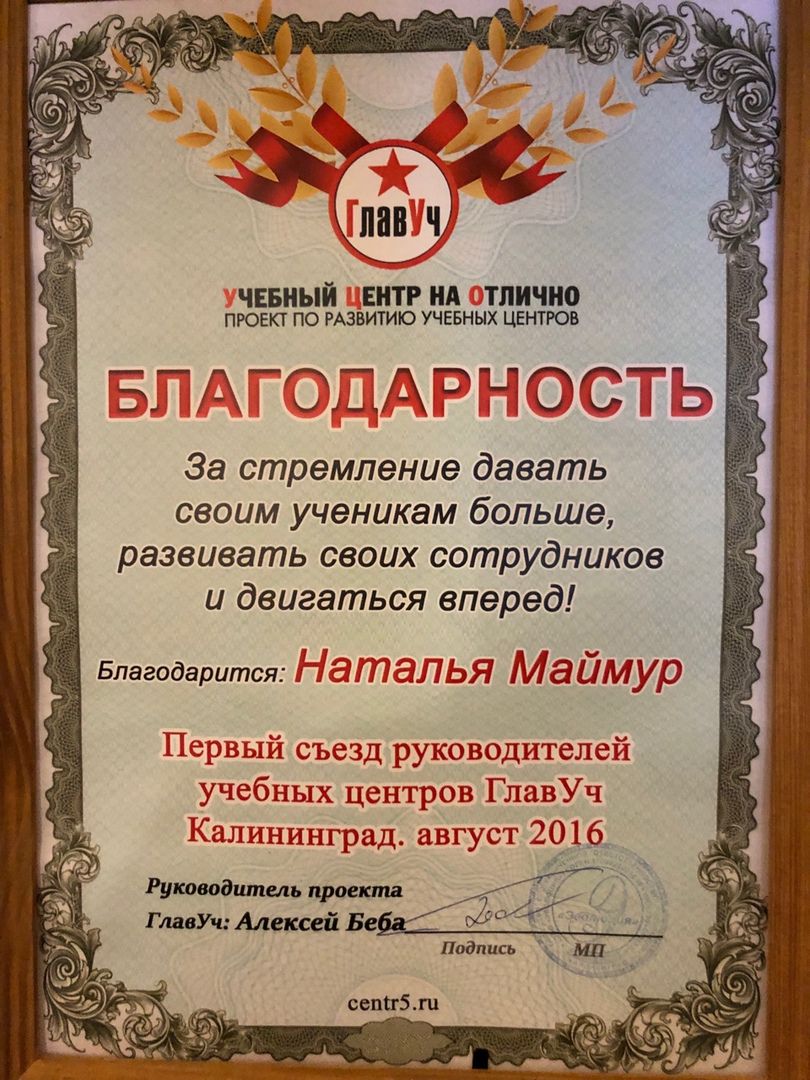 ГлавУч
УЧЕБНЫЙ ЦЕНТР НА ОТЛИЧНО
ПРОЕКТ ПО РАЗВИТИЮ УЧЕБНЫХ ЦЕНТРОВ
БЛАГОДАРНОСТЬ
За стремление давать
своим ученикам больше,
развивать своих сотрудников
и двигаться вперед!
Благодарится: Наталья Маймур
Первый съезд руководителей
учебных центров ГлавУч
Калининград. август 2016
Руководитель проекта
ГлавУч: Алексей Беба
Подпись МП
centr5.ru